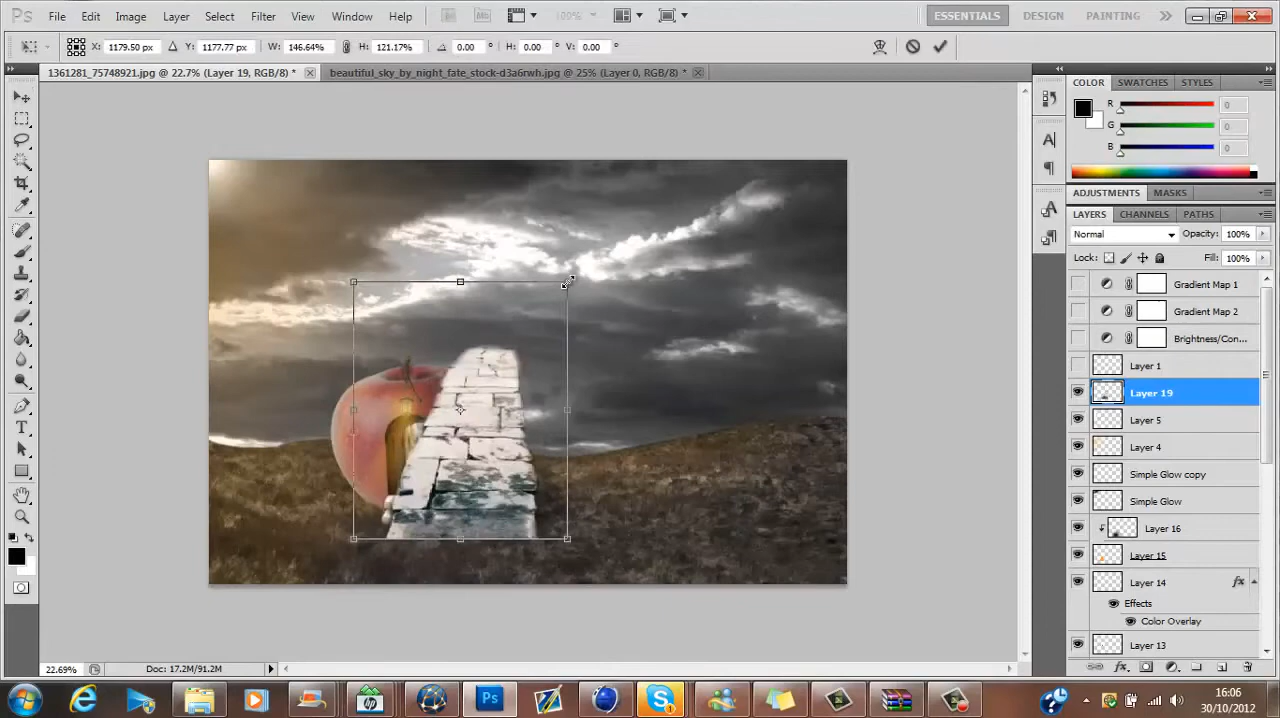 Ps File Edit Image Layer Select Filter View Window Help ESSENTIALS DESIGN PAINTING
X: 1179.50 px Y: 1177.77 px W: 146.64% H: 121.17% 0.00 ° H: 0.00 ° V: 0.00 °
1361281_75748921.jpg @ 22.7% (Layer 19, RGB/8) * beautiful_sky_by_night_fate_stock-d3a6rwh.jpg @ 25% (Layer 0, RGB/8) *
COLOR SWATCHES STYLES
R 0
G 0
B 0
ADJUSTMENTS MASKS
LAYERS CHANNELS PATHS
Normal Opacity: 100%
Lock: Fill: 100%
Gradient Map 1
Gradient Map 2
Brightness/Con...
Layer 1
Layer 19
Layer 5
Layer 4
Simple Glow copy
Simple Glow
Layer 16
Layer 15
Layer 14 fx
Effects
Color Overlay
Layer 13
22.69% Doc: 17.2M/91.2M
16:06
30/10/2012